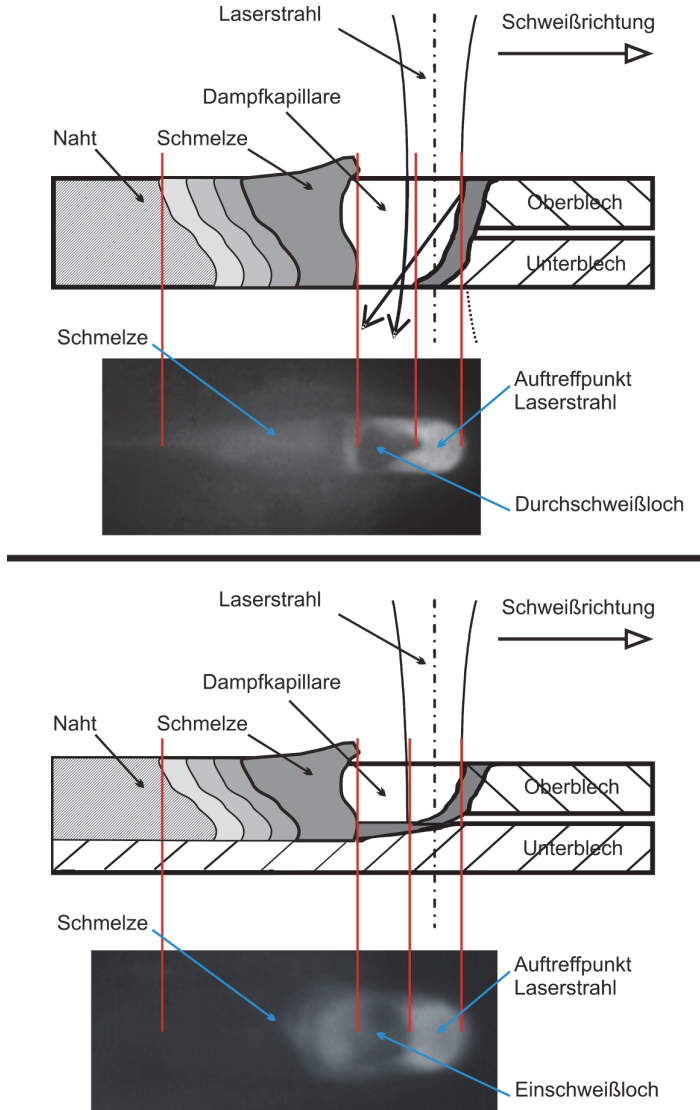 Laserstrahl
Schweißrichtung
Dampfkapillare
Naht
Schmelze
Oberblech
Unterblech
Schmelze
Auftreffpunkt
Laserstrahl
Durchschweißloch
Laserstrahl
Schweißrichtung
Dampfkapillare
Naht
Schmelze
Oberblech
Unterblech
Schmelze
Auftreffpunkt
Laserstrahl
Einschweißloch